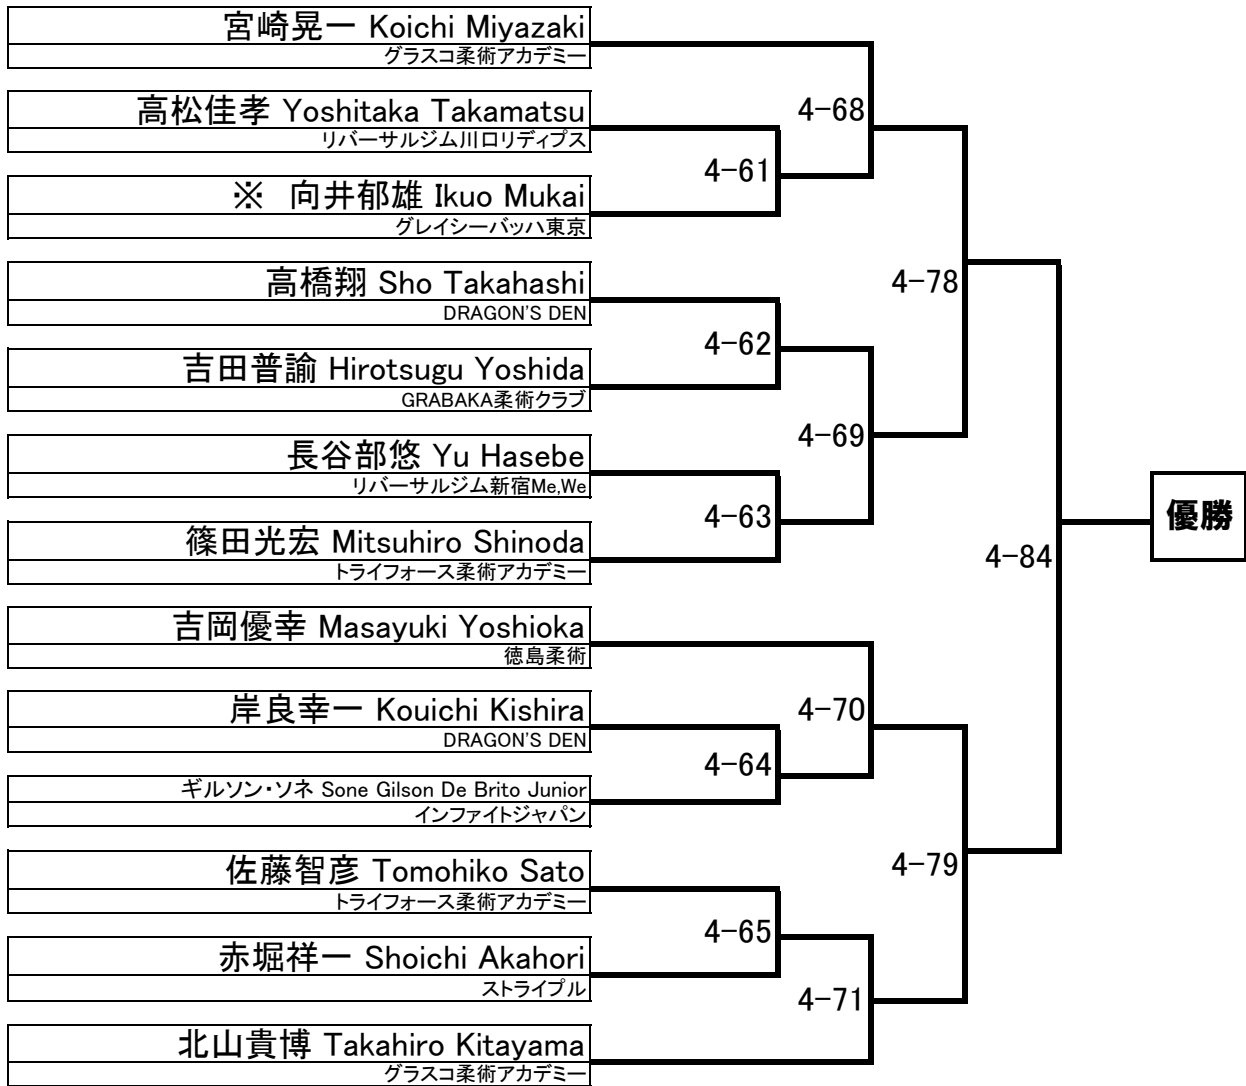 宮崎晃一 Koichi Miyazaki
グラスコ柔術アカデミー
高松佳孝 Yoshitaka Takamatsu
リバーサルジム川口リディプス
※ 向井郁雄 Ikuo Mukai
グレイシーバッハ東京
高橋翔 Sho Takahashi
DRAGON'S DEN
吉田普諭 Hirotsugu Yoshida
GRABAKA柔術クラブ
長谷部悠 Yu Hasebe
リバーサルジム新宿Me,We
篠田光宏 Mitsuhiro Shinoda
トライフォース柔術アカデミー
吉岡優幸 Masayuki Yoshioka
徳島柔術
岸良幸一 Kouichi Kishira
DRAGON'S DEN
ギルソン・ソネ Sone Gilson De Brito Junior
インファイトジャパン
佐藤智彦 Tomohiko Sato
トライフォース柔術アカデミー
赤堀祥一 Shoichi Akahori
ストライプル
北山貴博 Takahiro Kitayama
グラスコ柔術アカデミー
4-61
4-62
4-63
4-64
4-65
4-68
4-69
4-70
4-71
4-78
4-79
4-84
優勝